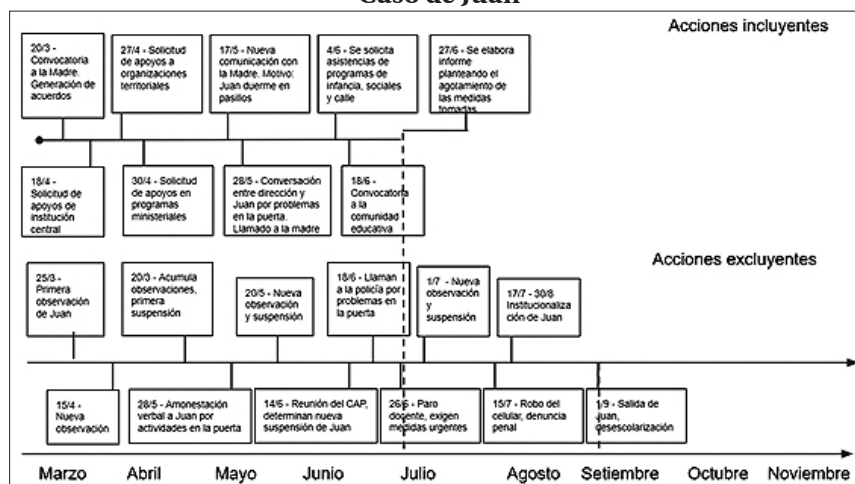 Caso de Juan
Acciones incluyentes
20/3 -
Convocatoria
a la Madre.
Generación de
acuerdos
27/4 - Solicitud
de apoyos a
organizaciones
territoriales
17/5 - Nueva
comunicación con
la Madre. Motivo:
Juan duerme en
pasillos
4/6 - Se solicita
asistencias de
programas de
infancia, sociales
y calle
27/6 - Se elabora
informe
planteando el
agotamiento de
las medidas
tomadas
18/4 -
Solicitud de
apoyos de
institución
central
30/4 - Solicitud
de apoyos en
programas
ministeriales
28/5 - Conversación
entre dirección y
Juan por problemas
en la puerta.
Llamado a la madre
18/6 -
Convocatoria
a la
comunidad
educativa
Acciones excluyentes
25/3 -
Primera
observación
de Juan
20/3 - Acumula
observaciones,
primera
suspensión
20/5 - Nueva
observación
y suspensión
18/6 - Llaman
a la policía por
problemas en
la puerta
1/7 - Nueva
observación
y
suspensión
17/7 - 30/8
Institucionaliza
ción de Juan
15/4 -
Nueva
observación
28/5 - Amonestación
verbal a Juan por
actividades en la puerta
14/6 - Reunión del CAP,
determinan nueva
suspensión de Juan
26/6 - Paro
docente, exigen
medidas urgentes
15/7 - Robo del
celular, denuncia
penal
1/9 - Salida de
juan,
desescolarización
Marzo Abril Mayo Junio Julio Agosto Setiembre Octubre Noviembre